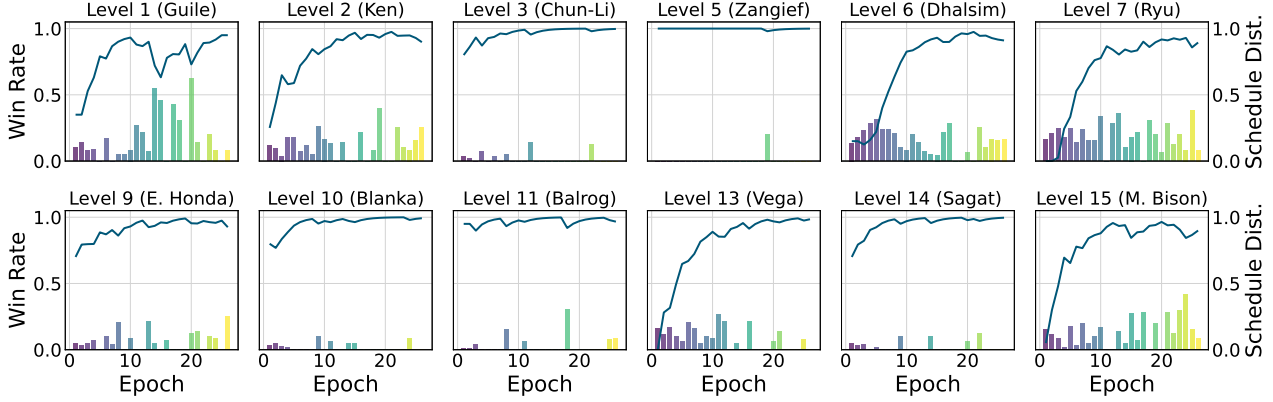 Level 1 (Guile) Level 2 (Ken) Level 3 (Chun-Li) Level 5 (Zangief) Level 6 (Dhalsim) Level 7 (Ryu)
Win Rate
1.0
0.5
0.0
1.0
0.5
0.0
Schedule Dist.
Level 9 (E. Honda) Level 10 (Blanka) Level 11 (Balrog) Level 13 (Vega) Level 14 (Sagat) Level 15 (M. Bison)
Win Rate
1.0
0.5
0.0
1.0
0.5
0.0
Schedule Dist.
0 10 20 0 10 20 0 10 20 0 10 20 0 10 20 0 10 20
Epoch Epoch Epoch Epoch Epoch Epoch